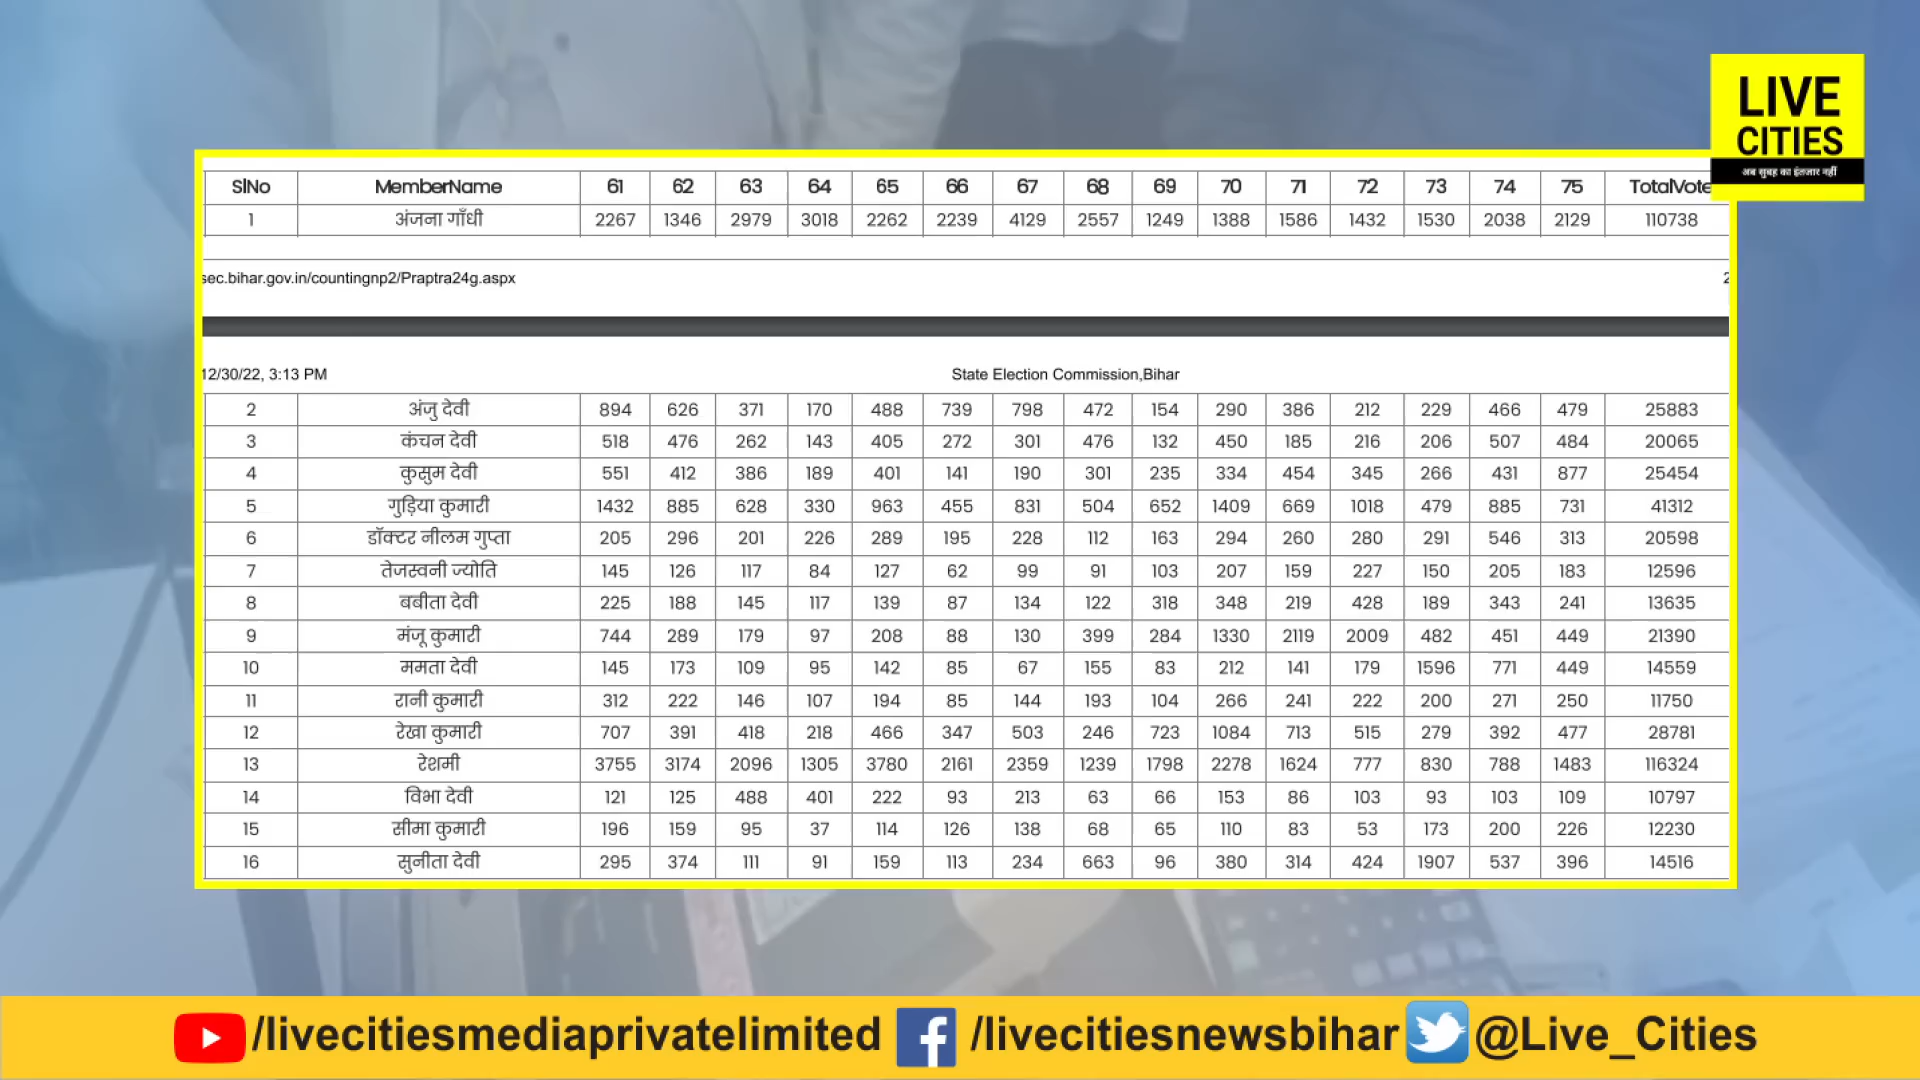 LIVE
CITIES
अब सुबह का इंतजार नहीं
SlNo MemberName 61 62 63 64 65 66 67 68 69 70 71 72 73 74 75 TotalVote
1 अंजना गाँधी 2267 1346 2979 3018 2262 2239 4129 2557 1249 1388 1586 1432 1530 2038 2129 110738
sec.bihar.gov.in/countingnp2/Praptra24g.aspx 2
12/30/22, 3:13 PM State Election Commission,Bihar
2 अंजु देवी 894 626 371 170 488 739 798 472 154 290 386 212 229 466 479 25883
3 कंचन देवी 518 476 262 143 405 272 301 476 132 450 185 216 206 507 484 20065
4 कुसुम देवी 551 412 386 189 401 141 190 301 235 334 454 345 266 431 877 25454
5 गुड़िया कुमारी 1432 885 628 330 963 455 831 504 652 1409 669 1018 479 885 731 41312
6 डॉक्टर नीलम गुप्ता 205 296 201 226 289 195 228 112 163 294 260 280 291 546 313 20598
7 तेजस्वनी ज्योति 145 126 117 84 127 62 99 91 103 207 159 227 150 205 183 12596
8 बबीता देवी 225 188 145 117 139 87 134 122 318 348 219 428 189 343 241 13635
9 मंजू कुमारी 744 289 179 97 208 88 130 399 284 1330 2119 2009 482 451 449 21390
10 ममता देवी 145 173 109 95 142 85 67 155 83 212 141 179 1596 771 449 14559
11 रानी कुमारी 312 222 146 107 194 85 144 193 104 266 241 222 200 271 250 11750
12 रेखा कुमारी 707 391 418 218 466 347 503 246 723 1084 713 515 279 392 477 28781
13 रेशमी 3755 3174 2096 1305 3780 2161 2359 1239 1798 2278 1624 777 830 788 1483 116324
14 विभा देवी 121 125 488 401 222 93 213 63 66 153 86 103 93 103 109 10797
15 सीमा कुमारी 196 159 95 37 114 126 138 68 65 110 83 53 173 200 226 12230
16 सुनीता देवी 295 374 111 91 159 113 234 663 96 380 314 424 1907 537 396 14516
/livecitiesmediaprivatelimited /livecitiesnewsbihar @Live_Cities